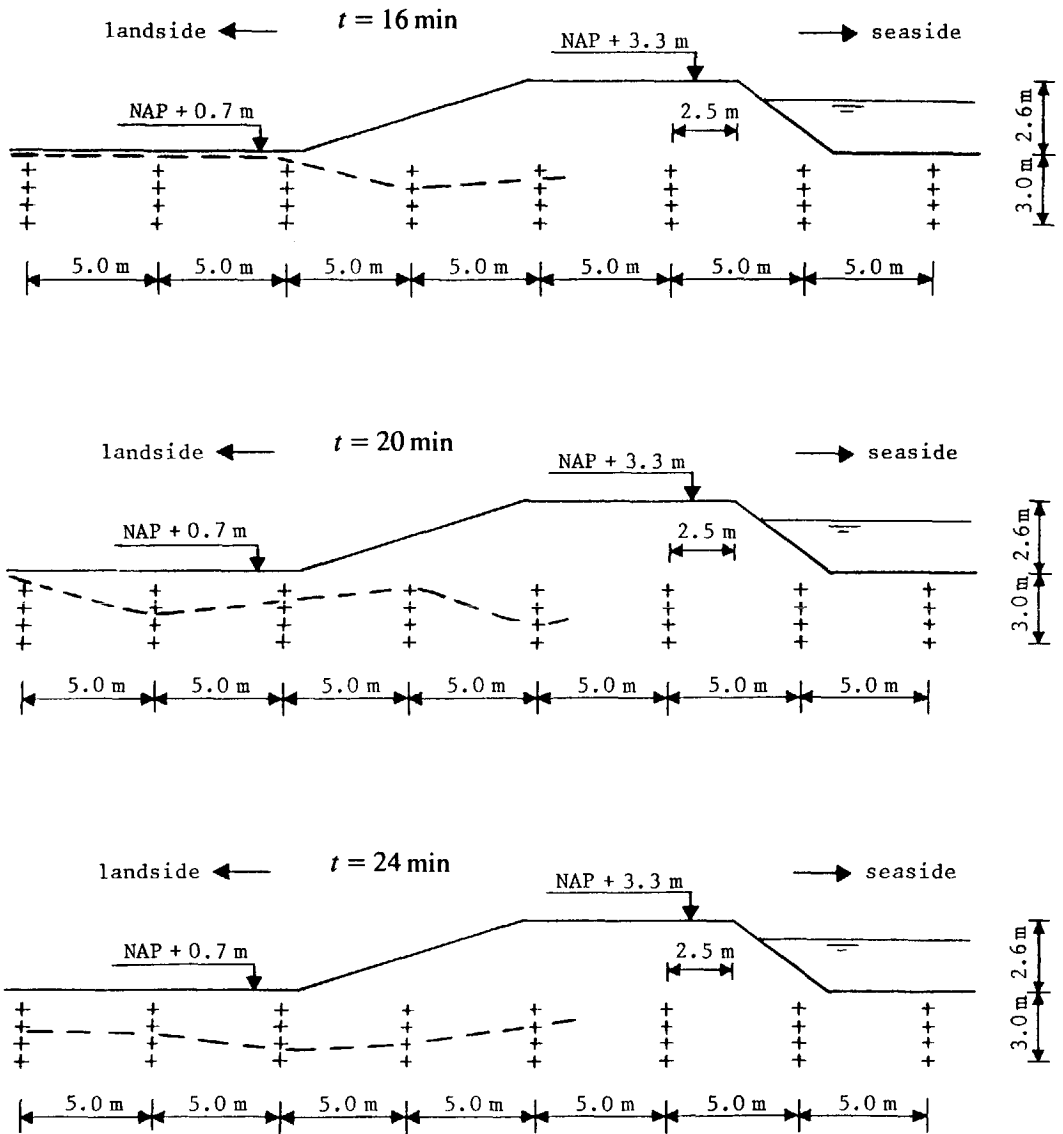 t = 16 min
landside
seaside
NAP + 3.3 m
NAP + 0.7 m
2.5 m
2.6 m
3.0 m
5.0 m 5.0 m 5.0 m 5.0 m 5.0 m 5.0 m 5.0 m
t = 20 min
landside
seaside
NAP + 3.3 m
NAP + 0.7 m
2.5 m
2.6 m
3.0 m
5.0 m 5.0 m 5.0 m 5.0 m 5.0 m 5.0 m 5.0 m
t = 24 min
landside
seaside
NAP + 3.3 m
NAP + 0.7 m
2.5 m
2.6 m
3.0 m
5.0 m 5.0 m 5.0 m 5.0 m 5.0 m 5.0 m 5.0 m